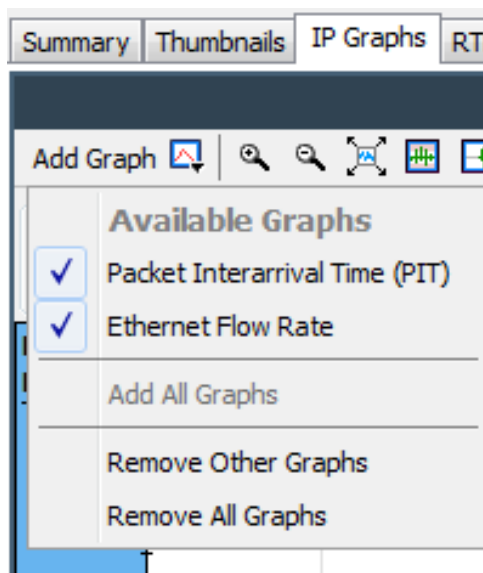 Summary Thumbnails IP Graphs RT
Add Graph
Available Graphs
Packet Interarrival Time (PIT)
Ethernet Flow Rate
Add All Graphs
Remove Other Graphs
Remove All Graphs